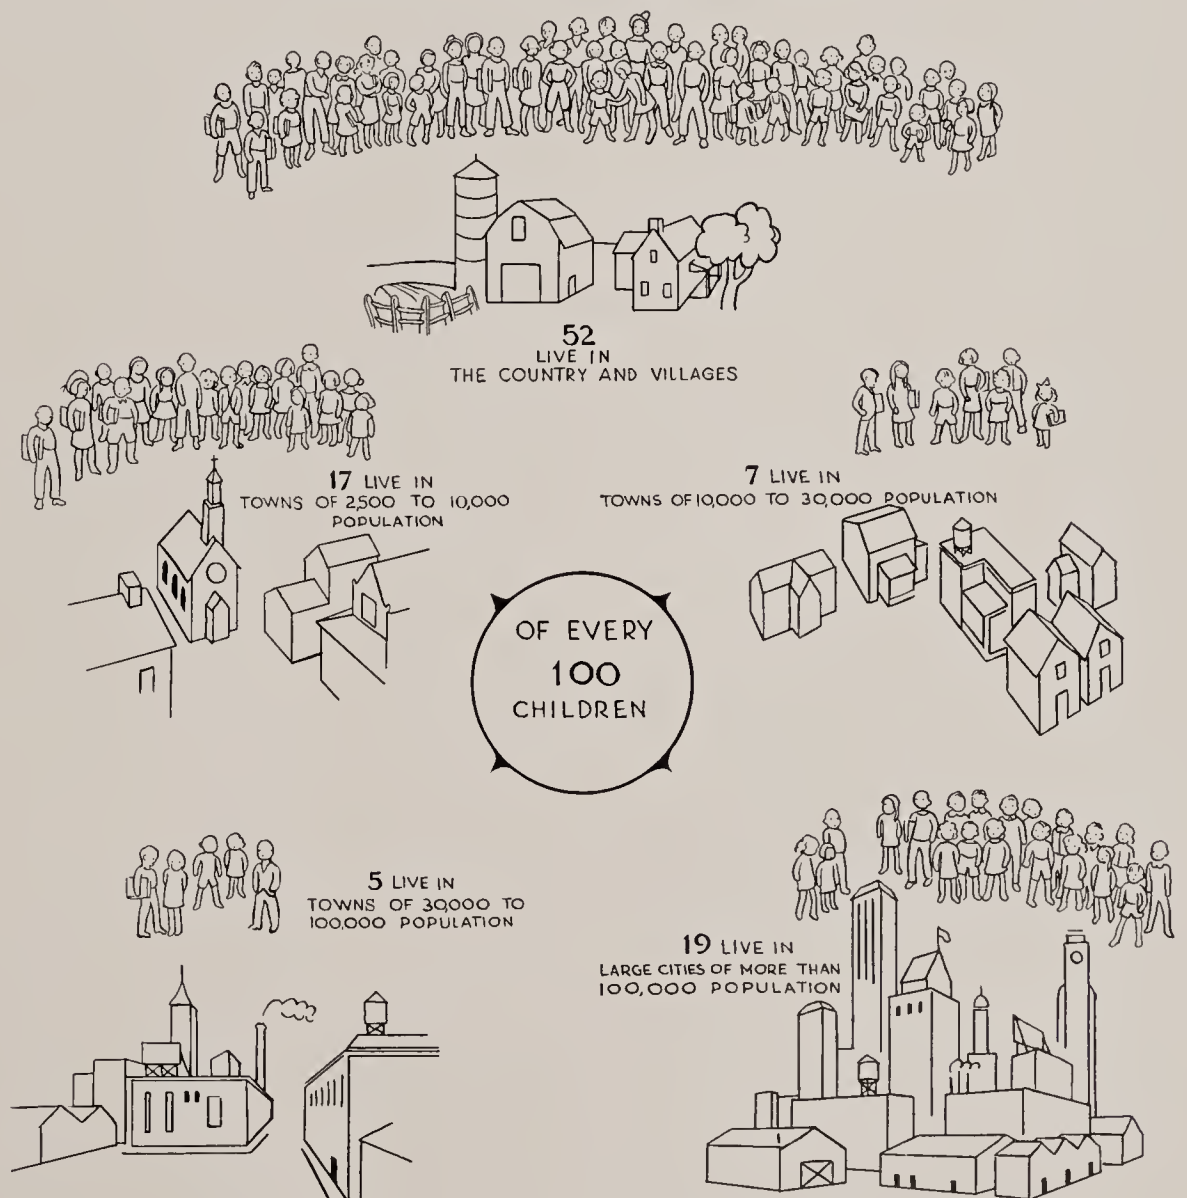 52
LIVE IN
THE COUNTRY AND VILLAGES
17 LIVE IN
TOWNS OF 2,500 TO 10,000
POPULATION
7 LIVE IN
TOWNS OF 10,000 TO 30,000 POPULATION
OF EVERY
100
CHILDREN
5 LIVE IN
TOWNS OF 30,000 TO
100,000 POPULATION
19 LIVE IN
LARGE CITIES OF MORE THAN
100,000 POPULATION